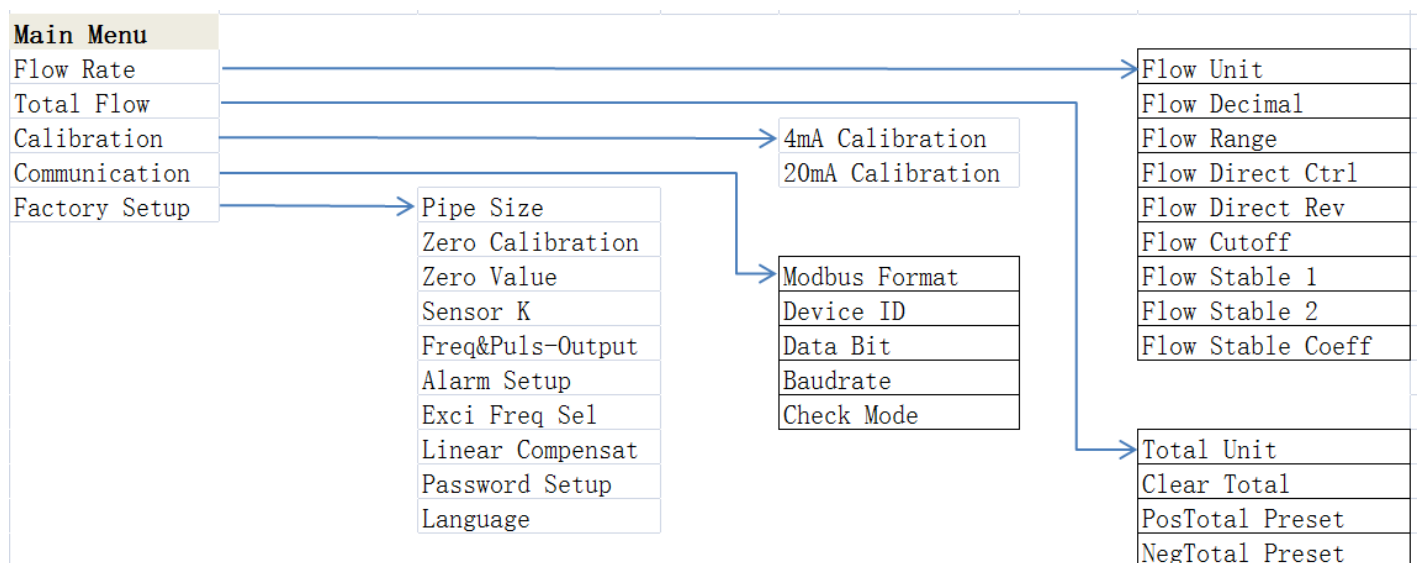 Main Menu
Flow Rate
Total Flow
Calibration
Communication
Factory Setup
Pipe Size
Zero Calibration
Zero Value
Sensor K
Freq&Puls-Output
Alarm Setup
Exci Freq Sel
Linear Compensat
Password Setup
Language
4mA Calibration
20mA Calibration
Modbus Format
Device ID
Data Bit
Baudrate
Check Mode
Flow Unit
Flow Decimal
Flow Range
Flow Direct Ctrl
Flow Direct Rev
Flow Cutoff
Flow Stable 1
Flow Stable 2
Flow Stable Coeff
Total Unit
Clear Total
PosTotal Preset
NegTotal Preset